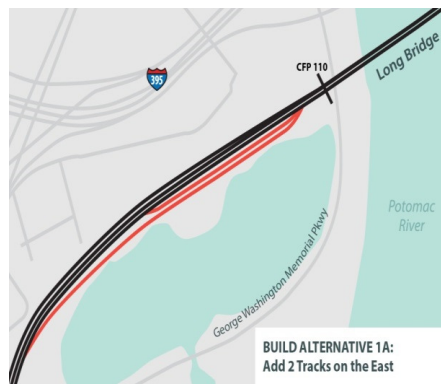 395
CFP 110
Long Bridge
Potomac
River
George Washington Memorial Pkwy
BUILD ALTERNATIVE 1A:
Add 2 Tracks on the East